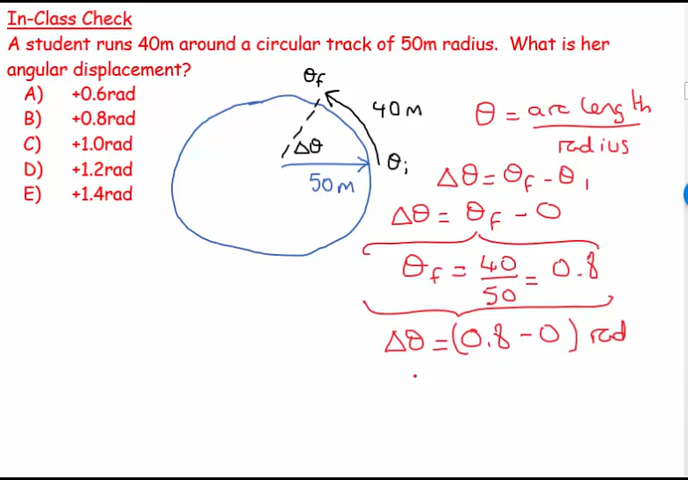 In-Class Check
A student runs 40m around a circular track of 50m radius. What is her
angular displacement?
A) +0.6rad
B) +0.8rad
C) +1.0rad
D) +1.2rad
E) +1.4rad
θf
40 M
Δθ
θi
50 M
θ = arc length / radius
Δθ = θf - θi
Δθ = θf - 0
θf = 40/50 = 0.8
Δθ = (0.8 - 0) rad